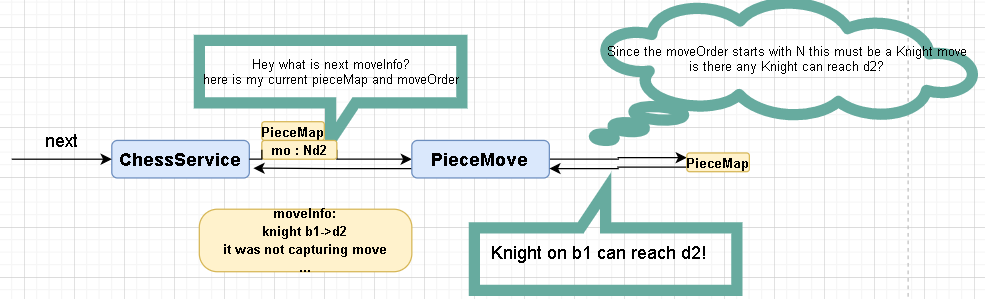 Hey what is next moveInfo?
here is my current pieceMap and moveOrder
Since the moveOrder starts with N this must be a Knight move
is there any Knight can reach d2?
next
ChessService
PieceMap
mo : Nd2
PieceMove
PieceMap
moveInfo:
knight b1->d2
it was not capturing move
...
Knight on b1 can reach d2!